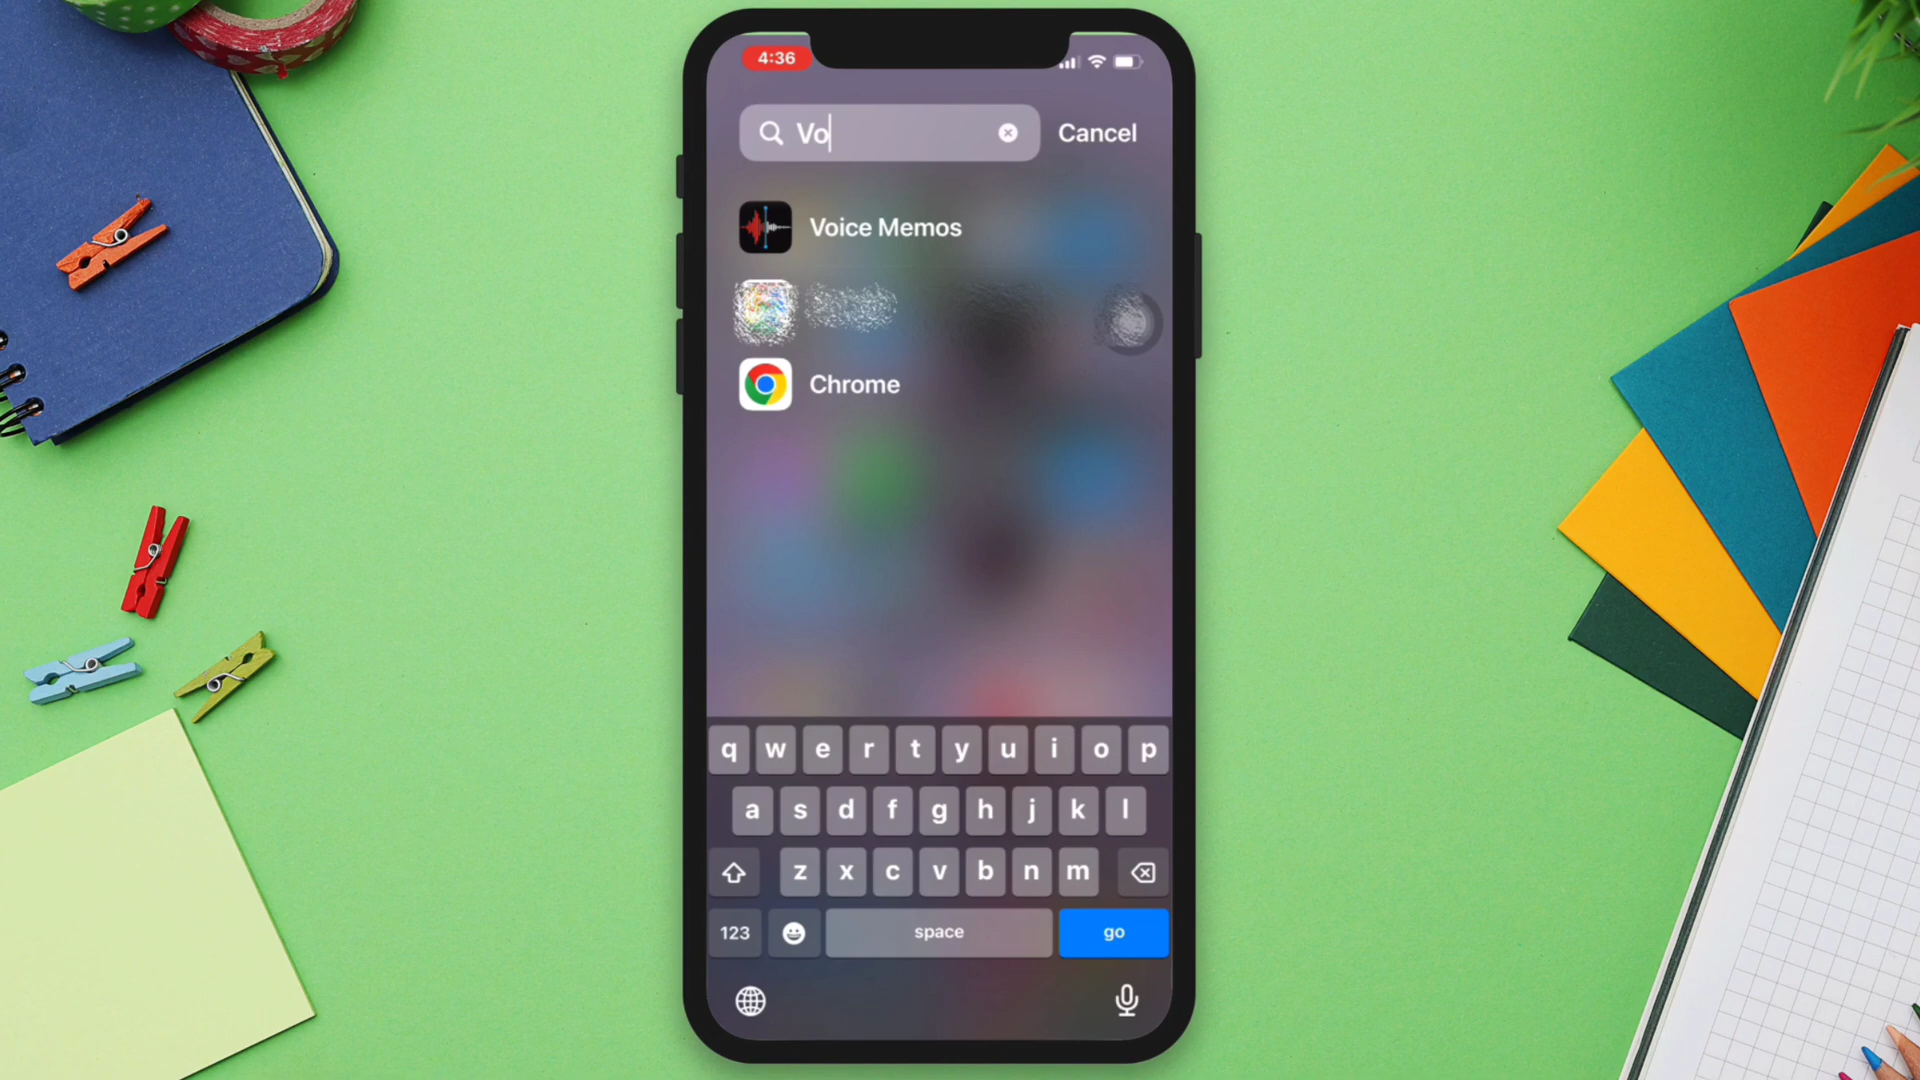 4:36
Vo
Cancel
Voice Memos
Chrome
q w e r t y u i o p
a s d f g h j k l
z x c v b n m
123 space go